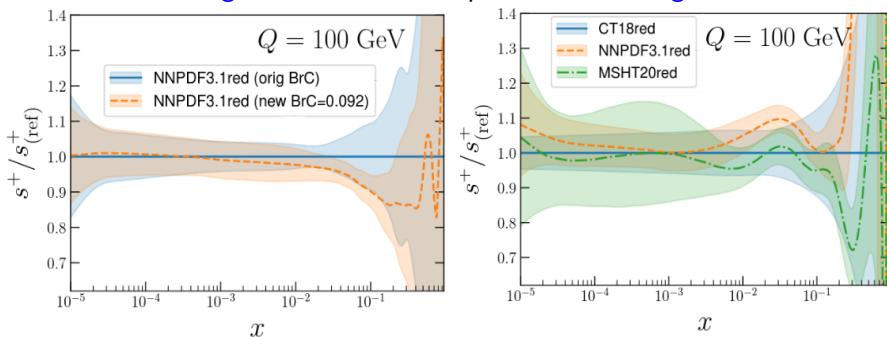 1.4
1.3
1.2
1.1
1.0
0.9
0.8
0.7
s⁺/s⁺(ref)
Q = 100 GeV
NNPDF3.1red (orig BrC)
NNPDF3.1red (new BrC=0.092)
10⁻⁵
10⁻⁴
10⁻³
10⁻²
10⁻¹
x
1.4
1.3
1.2
1.1
1.0
0.9
0.8
0.7
s⁺/s⁺(ref)
CT18red
NNPDF3.1red
MSHT20red
Q = 100 GeV
10⁻⁵
10⁻⁴
10⁻³
10⁻²
10⁻¹
x